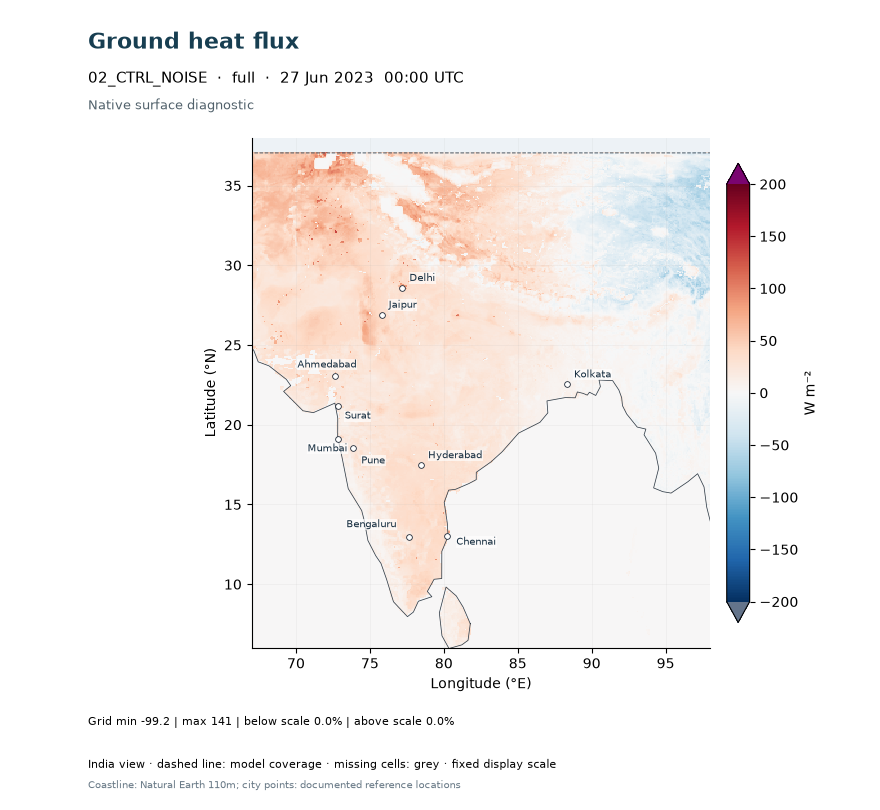 Ground heat flux
02_CTRL_NOISE · full · 27 Jun 2023 00:00 UTC
Native surface diagnostic
35
30
25
20
15
10
Latitude (°N)
Delhi
Jaipur
Ahmedabad
Kolkata
Surat
Mumbai
Pune
Hyderabad
Bengaluru
Chennai
70
75
80
85
90
95
Longitude (°E)
200
150
100
50
0
−50
−100
−150
−200
W m⁻²
Grid min -99.2 | max 141 | below scale 0.0% | above scale 0.0%
India view · dashed line: model coverage · missing cells: grey · fixed display scale
Coastline: Natural Earth 110m; city points: documented reference locations